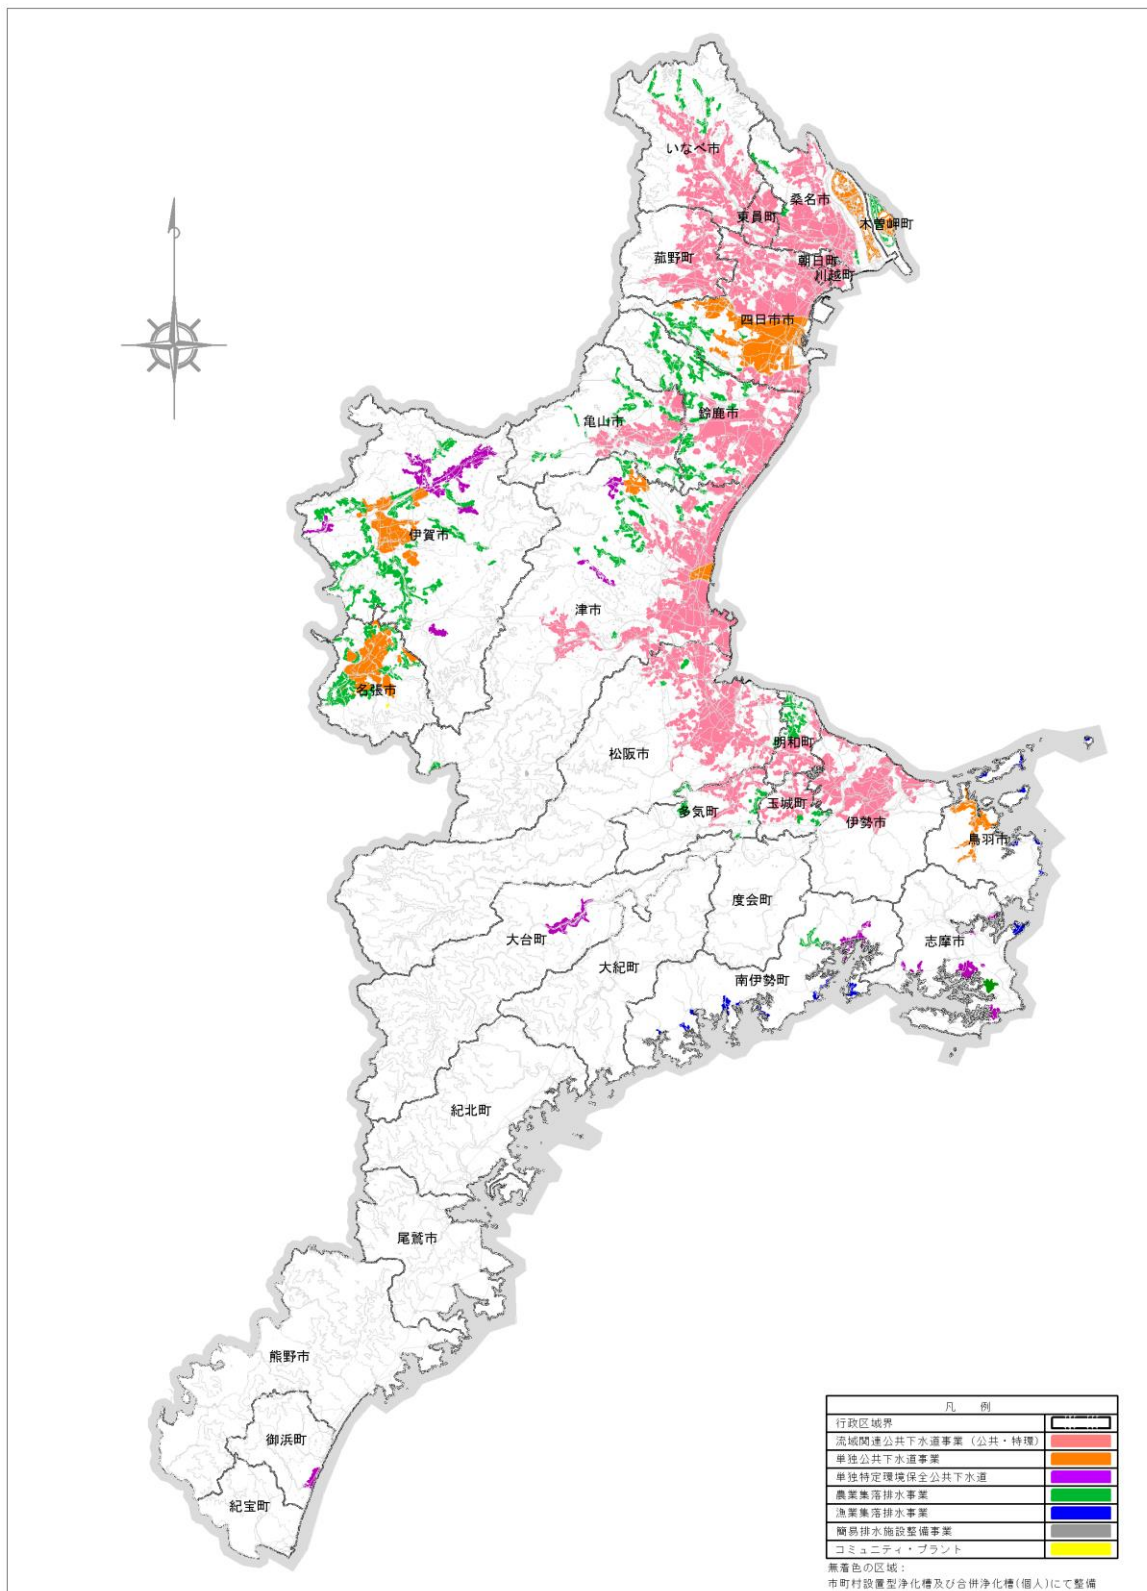 いなべ市
桑名市
東員町
木曽岬町
菰野町
朝日町
川越町
四日市市
亀山市
鈴鹿市
伊賀市
津市
名張市
松阪市
明和町
多気町
玉城町
伊勢市
鳥羽市
度会町
大台町
志摩市
大紀町
南伊勢町
紀北町
尾鷲市
熊野市
御浜町
紀宝町
凡 例
行政区域界
流域関連公共下水道事業（公共・特環）
単独公共下水道事業
単独特定環境保全公共下水道
農業集落排水事業
漁業集落排水事業
簡易排水施設整備事業
コミュニティ・プラント
無着色の区域：
市町村設置型浄化槽及び合併浄化槽(個人)にて整備